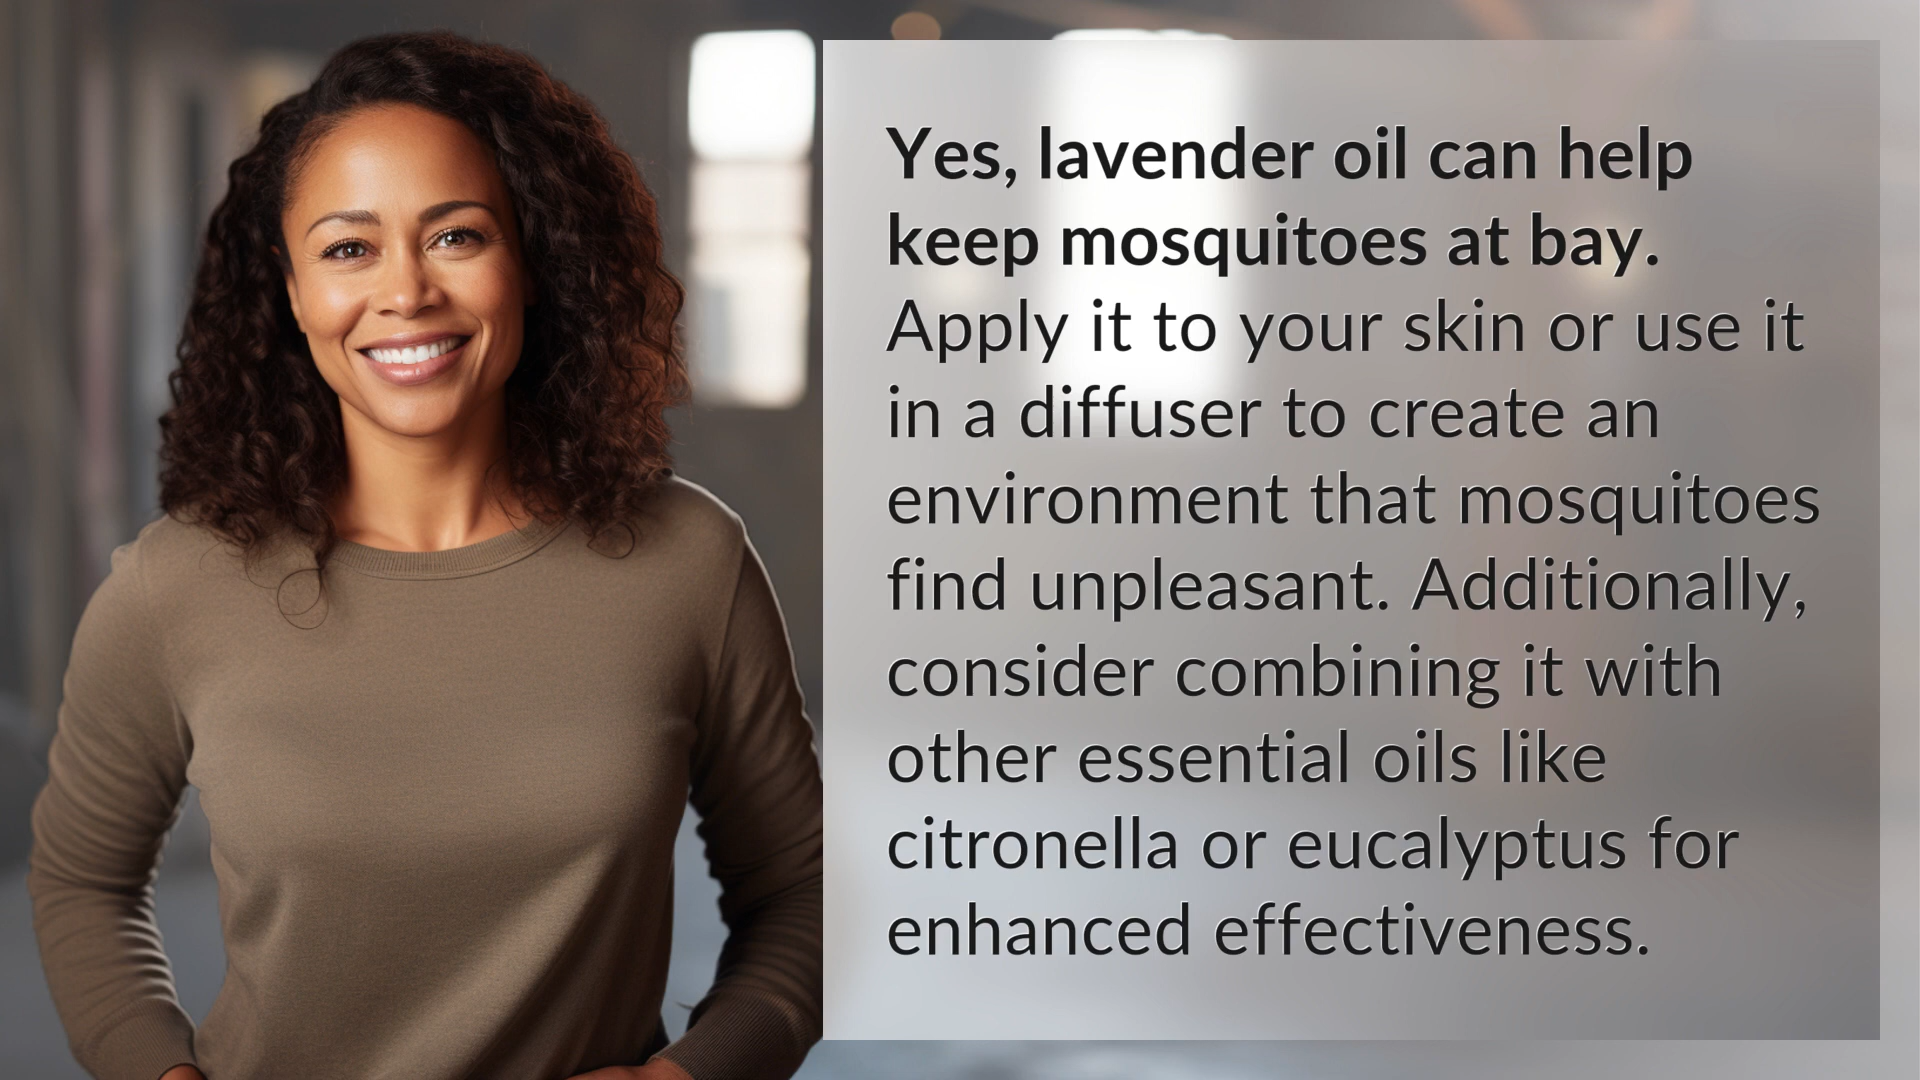 Yes, lavender oil can help
keep mosquitoes at bay.
Apply it to your skin or use it
in a diffuser to create an
environment that mosquitoes
find unpleasant. Additionally,
consider combining it with
other essential oils like
citronella or eucalyptus for
enhanced effectiveness.